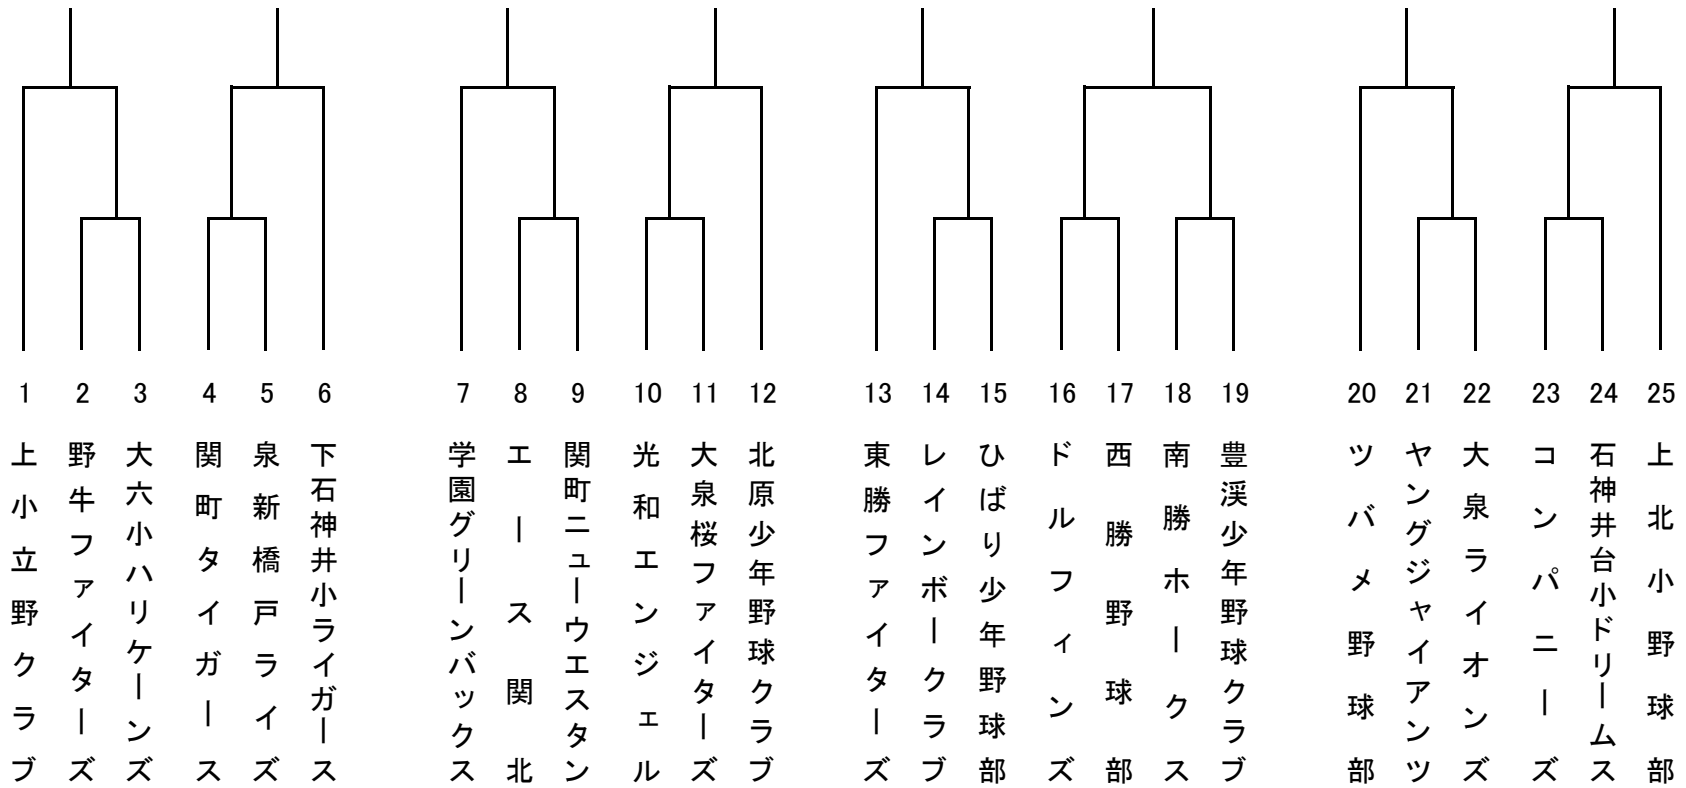 1
2
3
4
5
6
7
8
9
10
11
12
13
14
15
16
17
18
19
20
21
22
23
24
25
上小立野クラブ
野牛ファイターズ
大六小ハリケーンズ
関町タイガース
泉新橋戸ライズ
下石神井小ライガース
学園グリーンバックス
エース関北
関町ニューウエスタン
光和エンジェル
大泉桜ファイターズ
北原少年野球クラブ
東勝ファイターズ
レインボークラブ
ひばり少年野球部
ドルフィンズ
西勝野球部
南勝ホークス
豊渓少年野球クラブ
ツバメ野球部
ヤングジャイアンツ
大泉ライオンズ
コンパニーズ
石神井台小ドリームス
上北小野球部